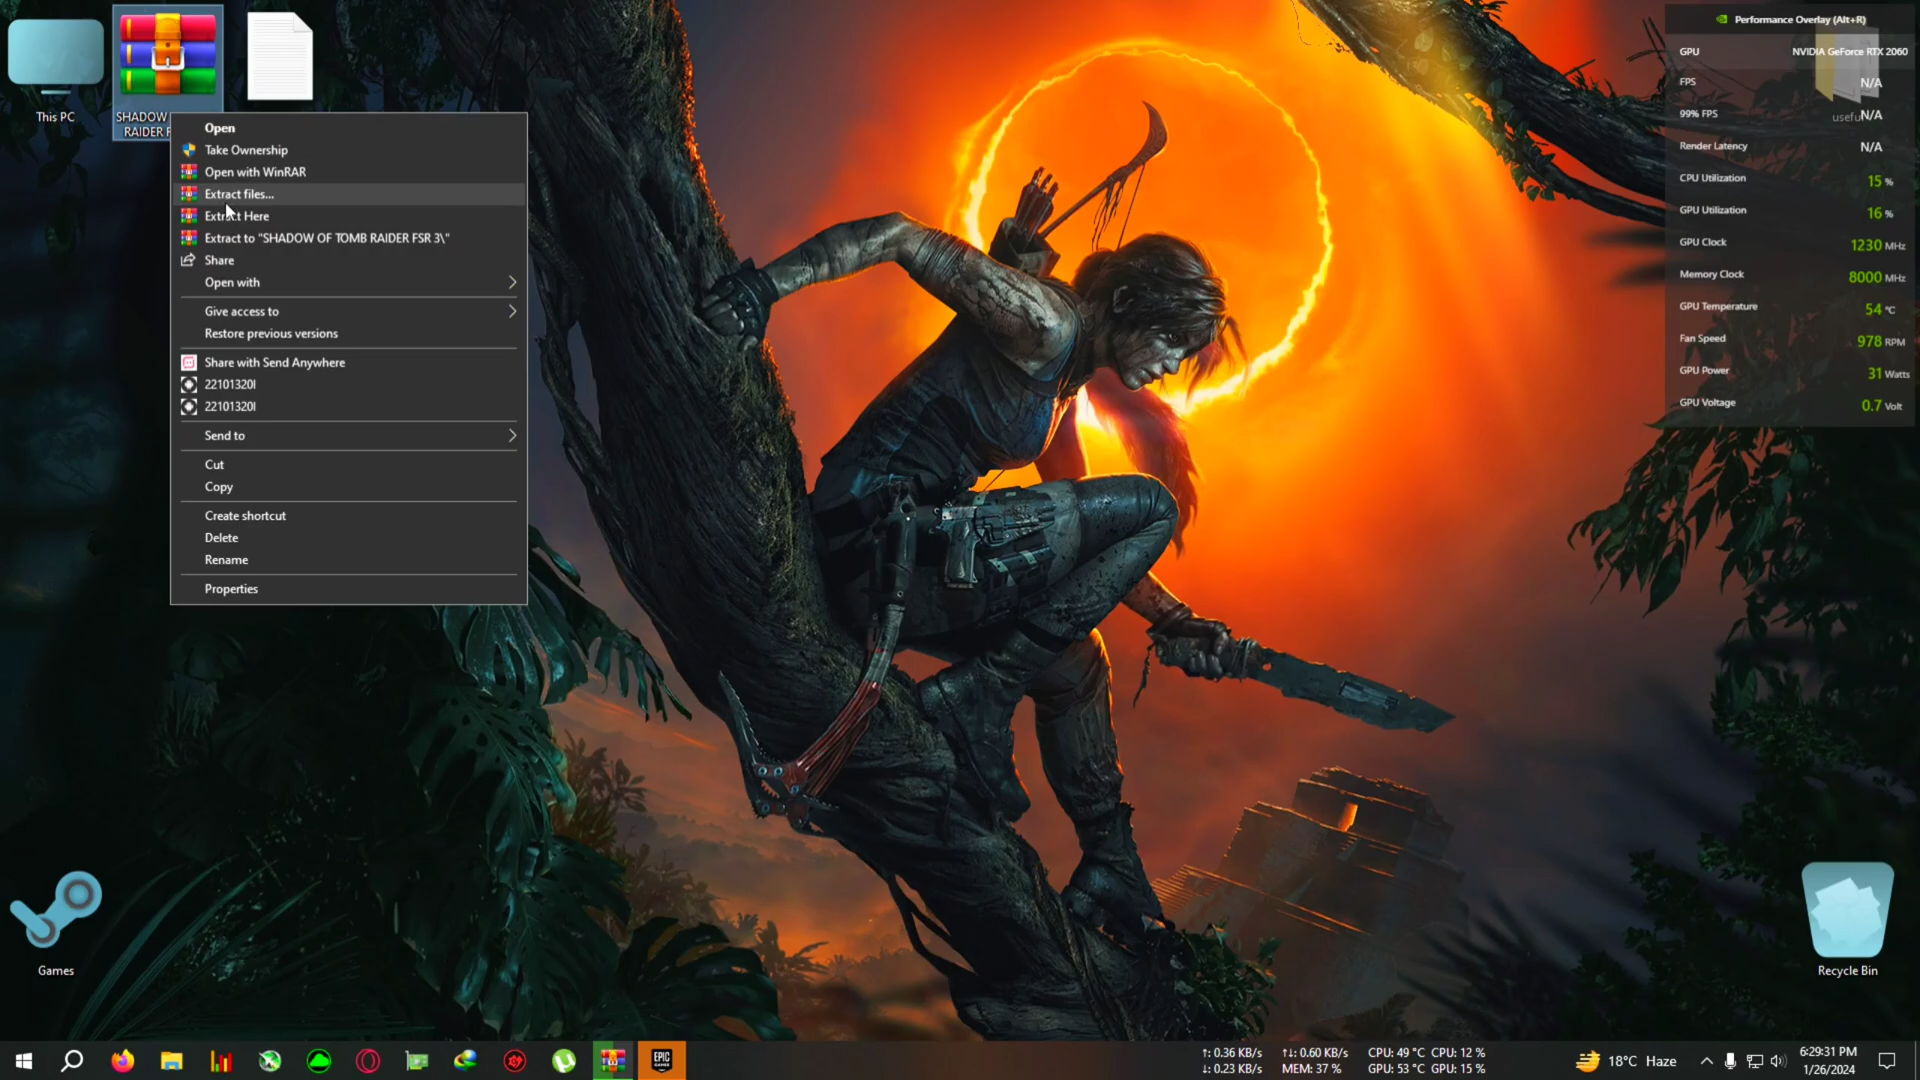 This PC
SHADOW
RAIDER F
Open
Take Ownership
Open with WinRAR
Extract files...
Extract Here
Extract to "SHADOW OF TOMB RAIDER FSR 3\"
Share
Open with
Give access to
Restore previous versions
Share with Send Anywhere
22101320I
22101320I
Send to
Cut
Copy
Create shortcut
Delete
Rename
Properties
Performance Overlay (Alt+R)
GPU NVIDIA GeForce RTX 2060
FPS N/A
99% FPS N/A
usefu
Render Latency N/A
CPU Utilization 15 %
GPU Utilization 16 %
GPU Clock 1230 MHz
Memory Clock 8000 MHz
GPU Temperature 54 °C
Fan Speed 978 RPM
GPU Power 31 Watts
GPU Voltage 0.7 Volt
Games
Recycle Bin
EPIC
GAMES
↑: 0.36 KB/s ↑↓: 0.60 KB/s CPU: 49 °C CPU: 12 %
↓: 0.23 KB/s MEM: 37 % GPU: 53 °C GPU: 15 %
18°C Haze
6:29:31 PM
1/26/2024